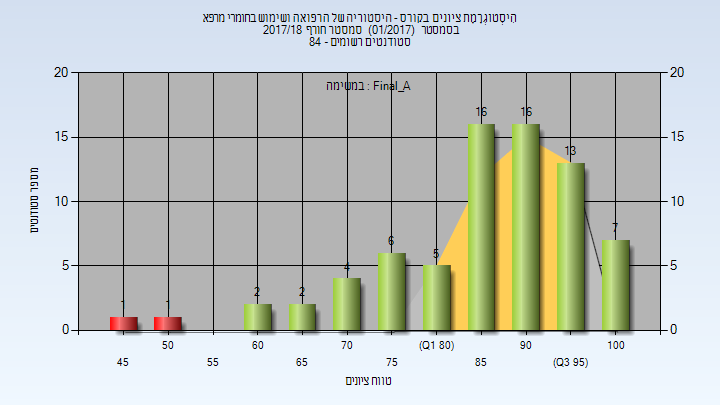 היסטוגְרָמַת ציונים בקורס - היסטוריה של הרפואה ושימוש בחומרי מרפא
בסמסטר (01/2017) סמסטר חורף 2017/18
סטודנטים רשומים - 84
במשימה : Final_A
מספר סטודנטים
20 20
15 15
10 10
5 5
0 0
1 1 2 2 4 6 5 16 16 13 7
50 60 70 (Q1 80) 90 100
45 55 65 75 85 (Q3 95)
טווח ציונים